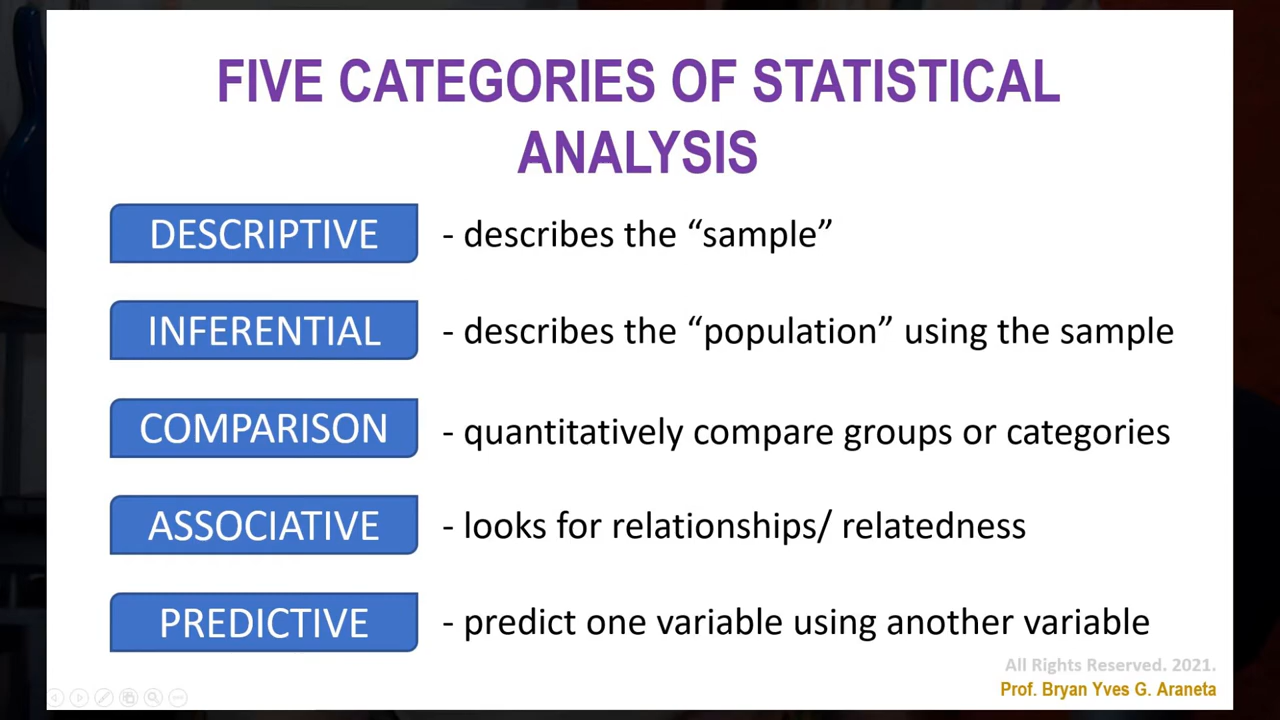 FIVE CATEGORIES OF STATISTICAL
ANALYSIS
DESCRIPTIVE - describes the “sample”
INFERENTIAL - describes the “population” using the sample
COMPARISON - quantitatively compare groups or categories
ASSOCIATIVE - looks for relationships/ relatedness
PREDICTIVE - predict one variable using another variable
All Rights Reserved. 2021.
Prof. Bryan Yves G. Araneta